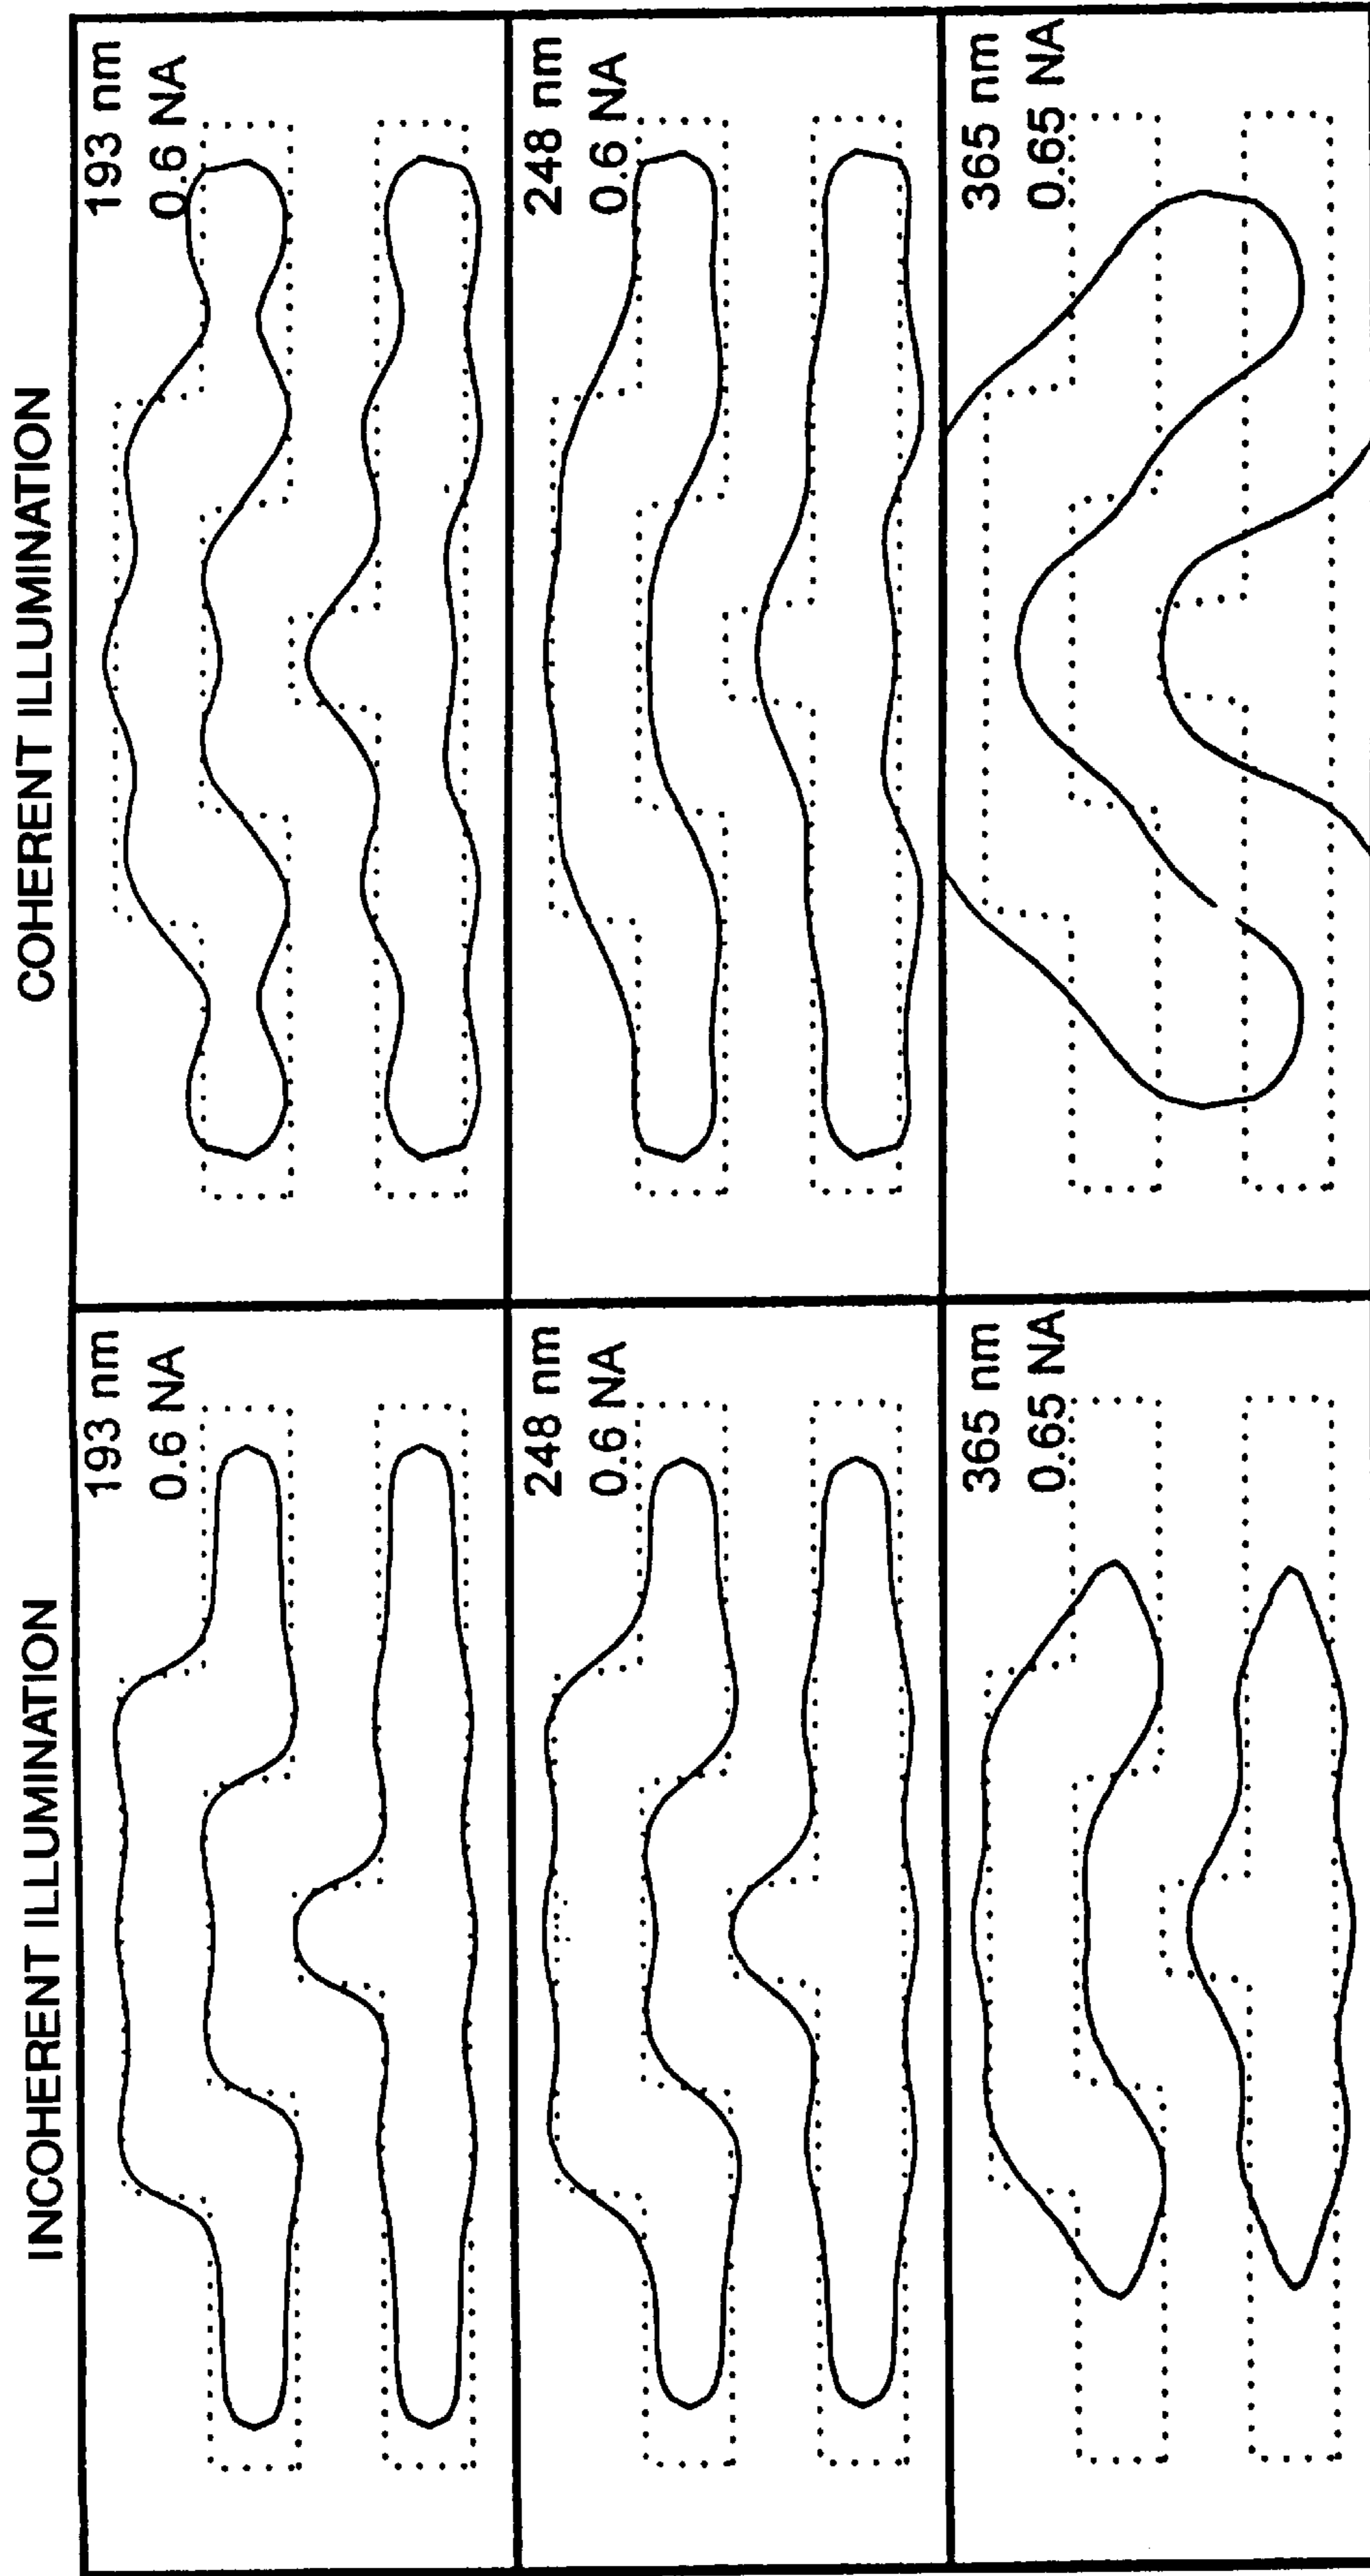 INCOHERENT ILLUMINATION
COHERENT ILLUMINATION
193 nm
0.6 NA
193 nm
0.6 NA
248 nm
0.6 NA
248 nm
0.6 NA
365 nm
0.65 NA
365 nm
0.65 NA